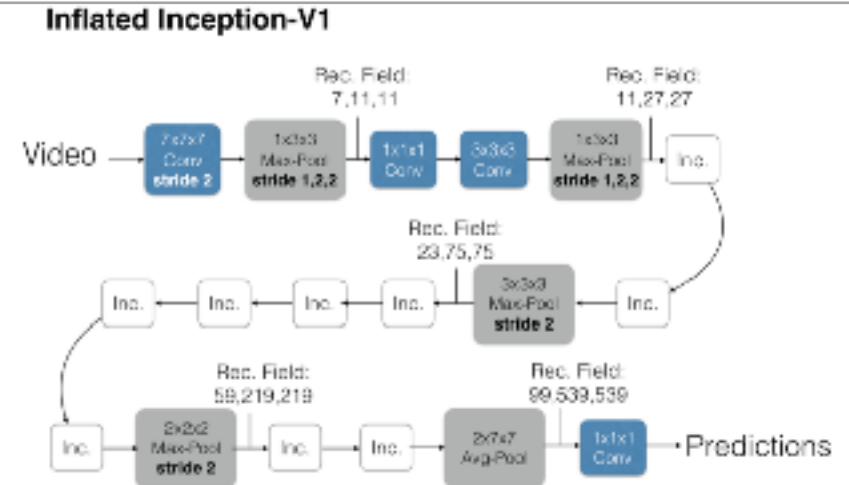 Inflated Inception-V1
Rec. Field:
7,11,11
Rec. Field:
11,27,27
Video
7x7x7
Conv
stride 2
1x3x3
Max-Pool
stride 1,2,2
1x1x1
Conv
3x3x3
Conv
1x3x3
Max-Pool
stride 1,2,2
Inc.
Rec. Field:
23,75,75
Inc.
Inc.
Inc.
Inc.
3x3x3
Max-Pool
stride 2
Inc.
Rec. Field:
59,219,219
Rec. Field:
99,539,539
Inc.
2x2x2
Max-Pool
stride 2
Inc.
Inc.
2x7x7
Avg-Pool
1x1x1
Conv
Predictions